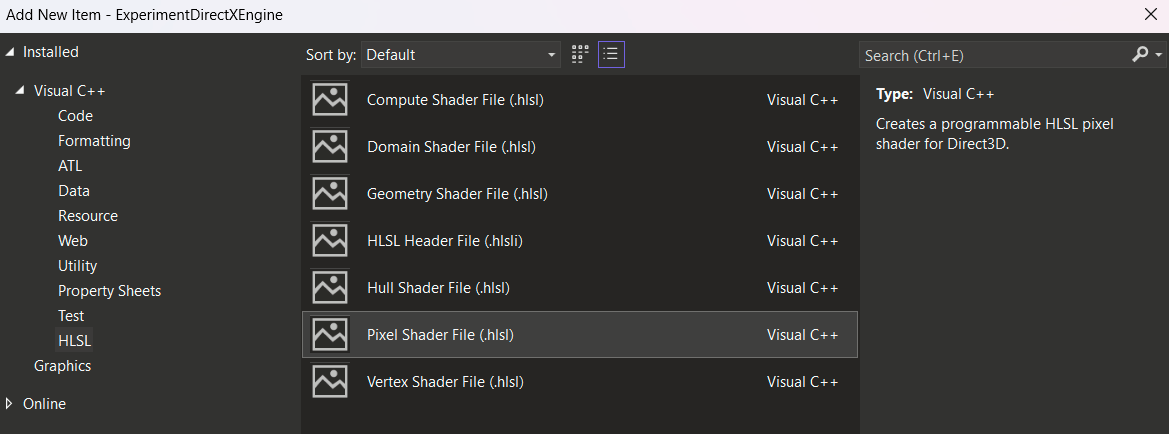 Add New Item - ExperimentDirectXEngine
Installed
Visual C++
Code
Formatting
ATL
Data
Resource
Web
Utility
Property Sheets
Test
HLSL
Graphics
Online
Sort by: Default
Compute Shader File (.hlsl) Visual C++
Domain Shader File (.hlsl) Visual C++
Geometry Shader File (.hlsl) Visual C++
HLSL Header File (.hlsli) Visual C++
Hull Shader File (.hlsl) Visual C++
Pixel Shader File (.hlsl) Visual C++
Vertex Shader File (.hlsl) Visual C++
Search (Ctrl+E)
Type: Visual C++
Creates a programmable HLSL pixel
shader for Direct3D.